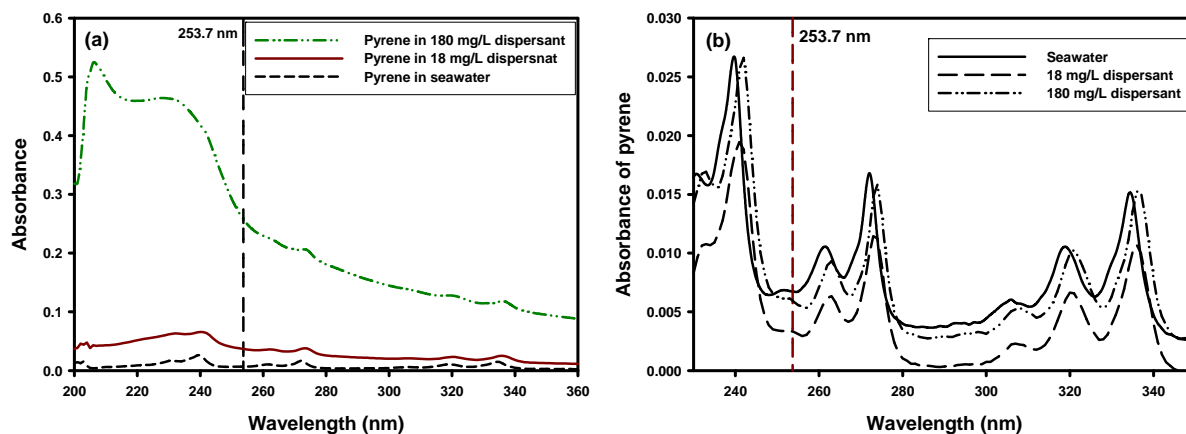 (a)
253.7 nm
Pyrene in 180 mg/L dispersant
Pyrene in 18 mg/L dispersnat
Pyrene in seawater
Absorbance
0.6
0.5
0.4
0.3
0.2
0.1
0.0
200 220 240 260 280 300 320 340 360
Wavelength (nm)
(b)
253.7 nm
Seawater
18 mg/L dispersant
180 mg/L dispersant
Absorbance of pyrene
0.030
0.025
0.020
0.015
0.010
0.005
0.000
240 260 280 300 320 340
Wavelength (nm)